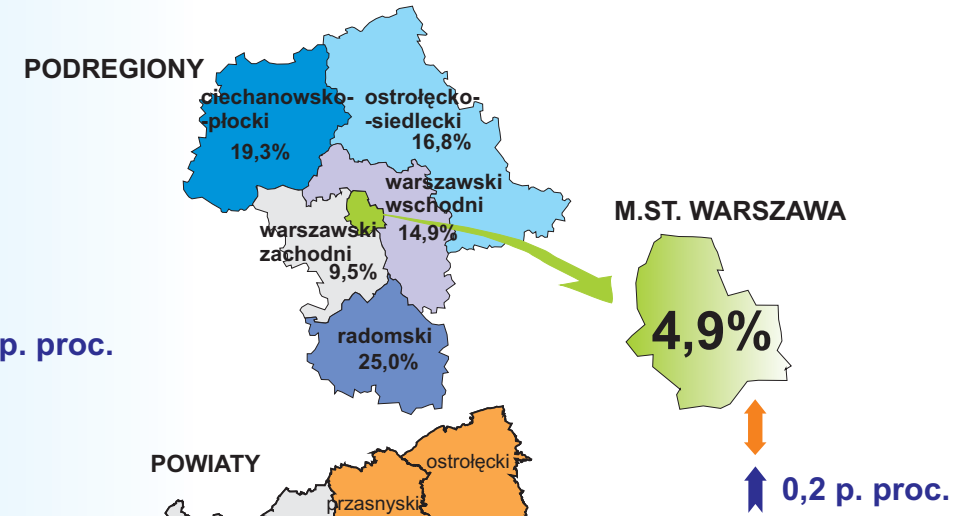 PODREGIONY
ciechanowsko-
-płocki
19,3%
ostrołęcko-
-siedlecki
16,8%
warszawski
wschodni
14,9%
warszawski
zachodni
9,5%
radomski
25,0%
M.ST. WARSZAWA
4,9%
p. proc.
0,2 p. proc.
POWIATY
ostrołęcki
przasnyski